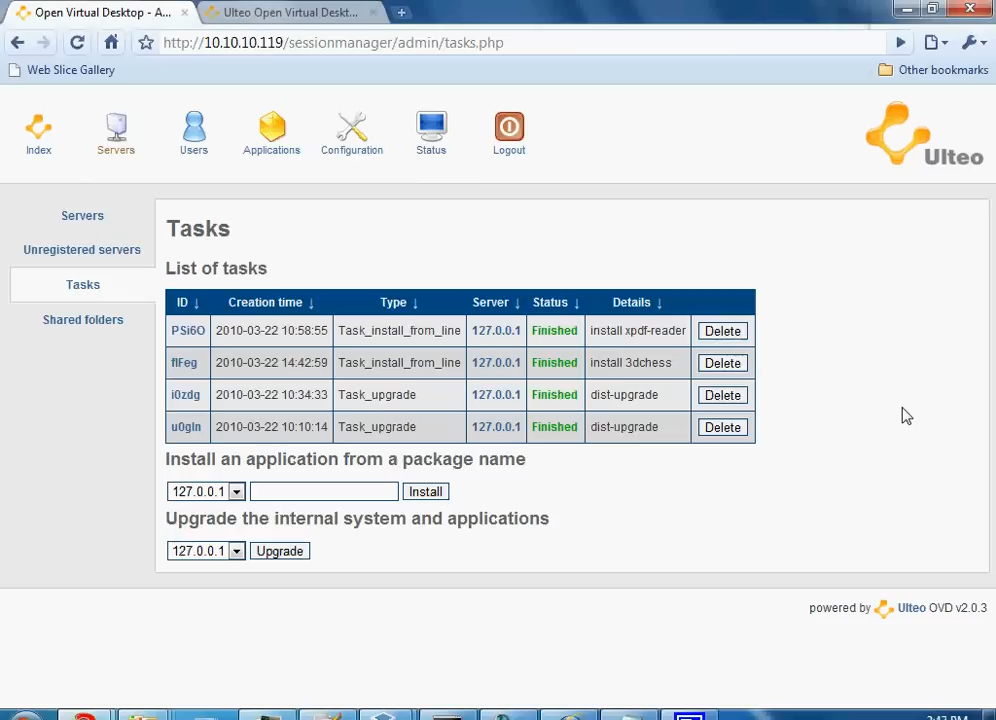 Open Virtual Desktop - A...
Ulteo Open Virtual Deskt...
http://10.10.10.119/sessionmanager/admin/tasks.php
Web Slice Gallery
Other bookmarks
Index
Servers
Users
Applications
Configuration
Status
Logout
Ulteo
Servers
Unregistered servers
Tasks
Shared folders
Tasks
List of tasks
ID ↓ Creation time ↓ Type ↓ Server ↓ Status ↓ Details ↓
PSi6O 2010-03-22 10:58:55 Task_install_from_line 127.0.0.1 Finished install xpdf-reader Delete
2010-03-22 14:42:59 Task_install_from_line 127.0.0.1 Finished install 3dchess Delete
i0zdg 2010-03-22 10:34:33 Task_upgrade 127.0.0.1 Finished dist-upgrade Delete
2010-03-22 10:10:14 Task_upgrade 127.0.0.1 Finished dist-upgrade Delete
Install an application from a package name
127.0.0.1 Install
Upgrade the internal system and applications
127.0.0.1 Upgrade
powered by Ulteo OVD v2.0.3